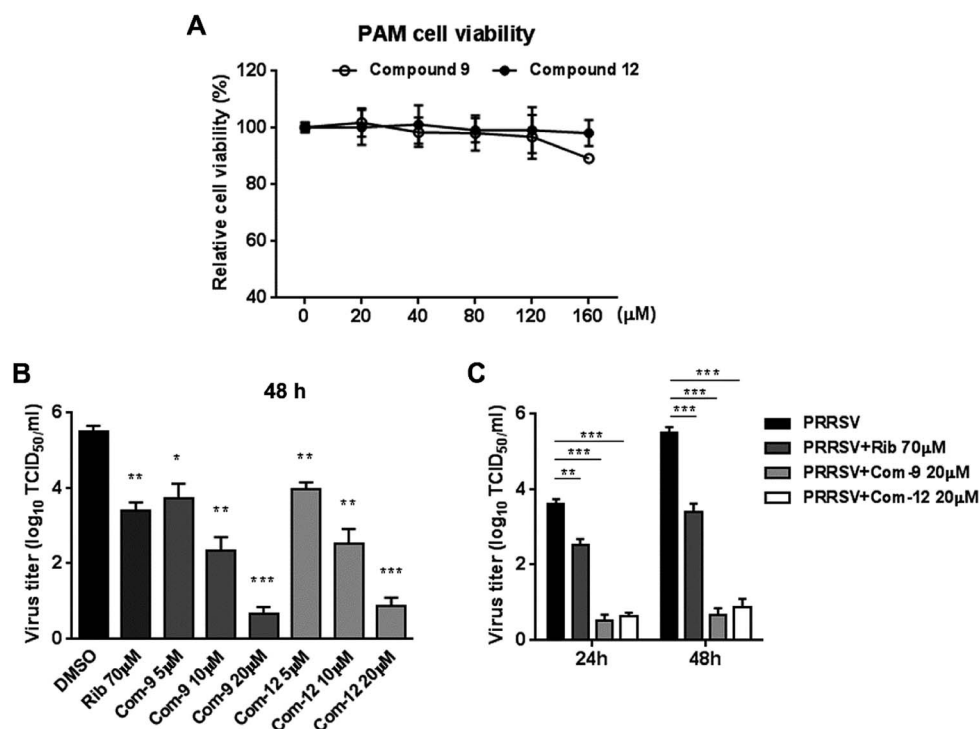 A
PAM cell viability
Compound 9
Compound 12
Relative cell viability (%)
120
100
80
60
40
0 20 40 80 120 160 (μM)
B
48 h
Virus titer (log10 TCID50/ml)
6
4
2
0
**
*
**
***
**
**
***
DMSO
Rib 70μM
Com-9 5μM
Com-9 10μM
Com-9 20μM
Com-12 5μM
Com-12 10μM
Com-12 20μM
C
Virus titer (log10 TCID50/ml)
6
4
2
0
***
***
**
***
***
***
24h 48h
PRRSV
PRRSV+Rib 70μM
PRRSV+Com-9 20μM
PRRSV+Com-12 20μM